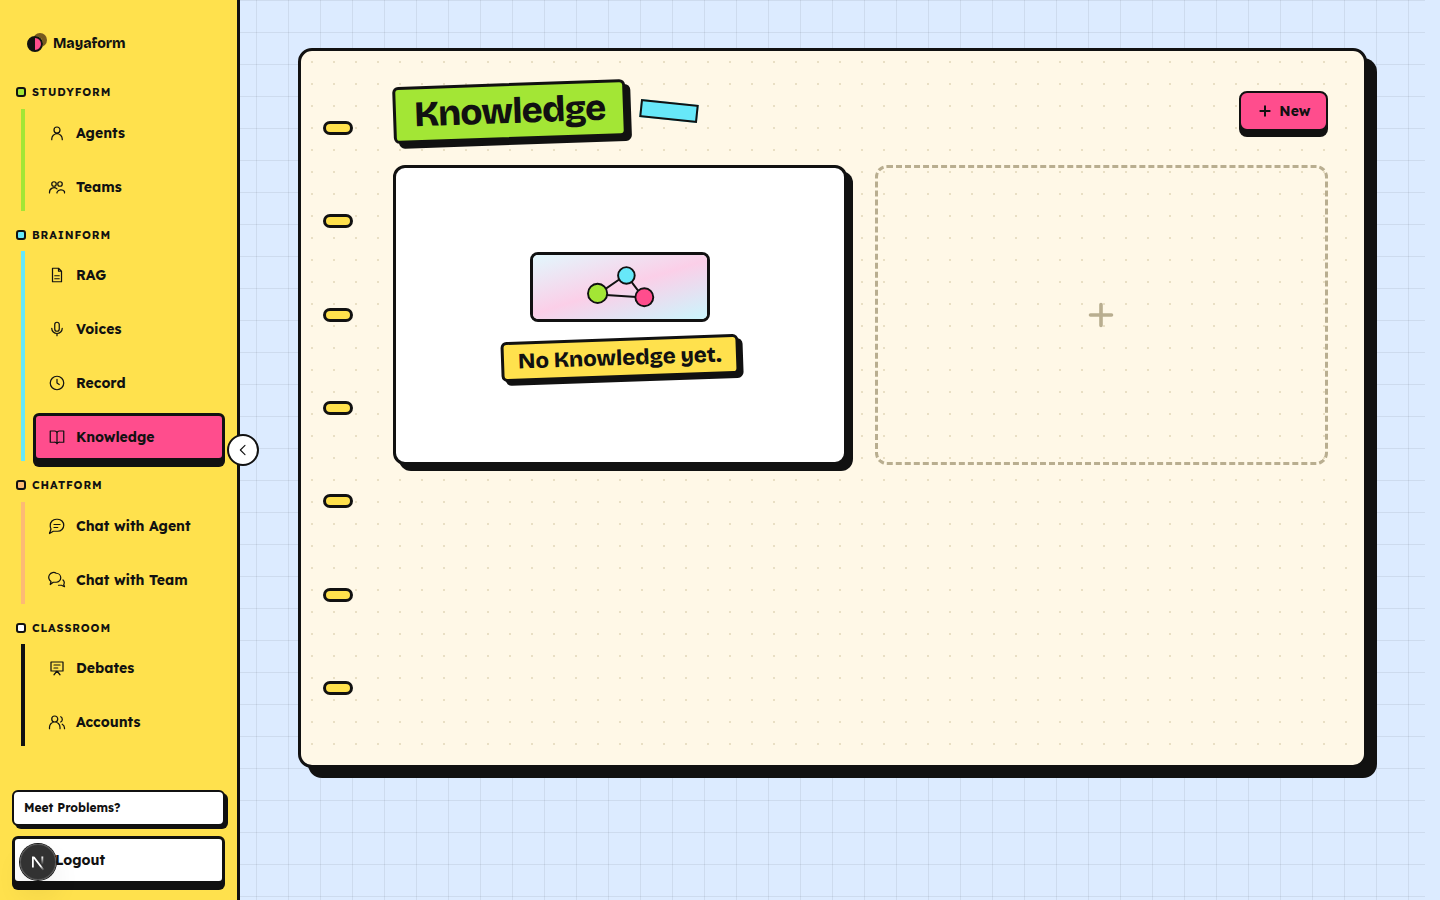 Mayaform
STUDYFORM
Agents
Teams
BRAINFORM
RAG
Voices
Record
Knowledge
CHATFORM
Chat with Agent
Chat with Team
CLASSROOM
Debates
Accounts
Meet Problems?
Logout
N
Knowledge
New
No Knowledge yet.